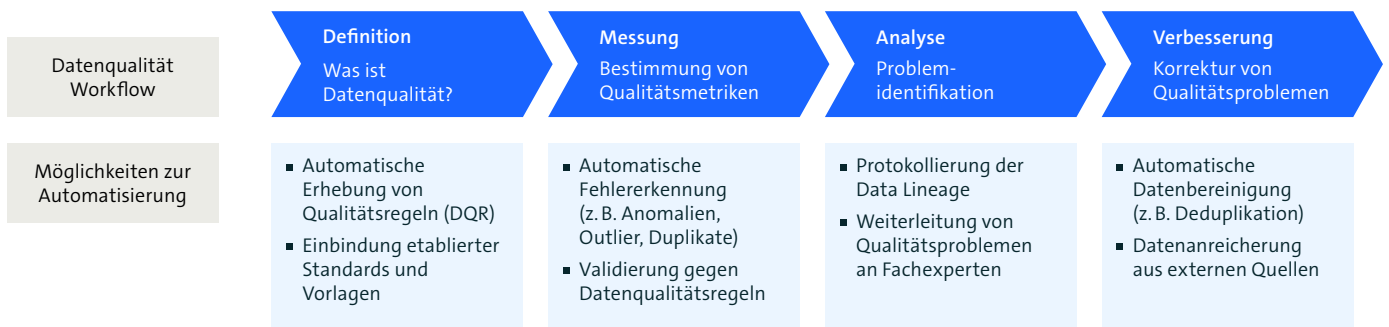 Datenqualität
Workflow
Definition
Was ist
Datenqualität?
Messung
Bestimmung von
Qualitätsmetriken
Analyse
Problem-
identifikation
Verbesserung
Korrektur von
Qualitätsproblemen
Möglichkeiten zur
Automatisierung
▪ Automatische
Erhebung von
Qualitätsregeln (DQR)
▪ Einbindung etablierter
Standards und
Vorlagen
▪ Automatische
Fehlererkennung
(z. B. Anomalien,
Outlier, Duplikate)
▪ Validierung gegen
Datenqualitätsregeln
▪ Protokollierung der
Data Lineage
▪ Weiterleitung von
Qualitätsproblemen
an Fachexperten
▪ Automatische
Datenbereinigung
(z. B. Deduplikation)
▪ Datenanreicherung
aus externen Quellen